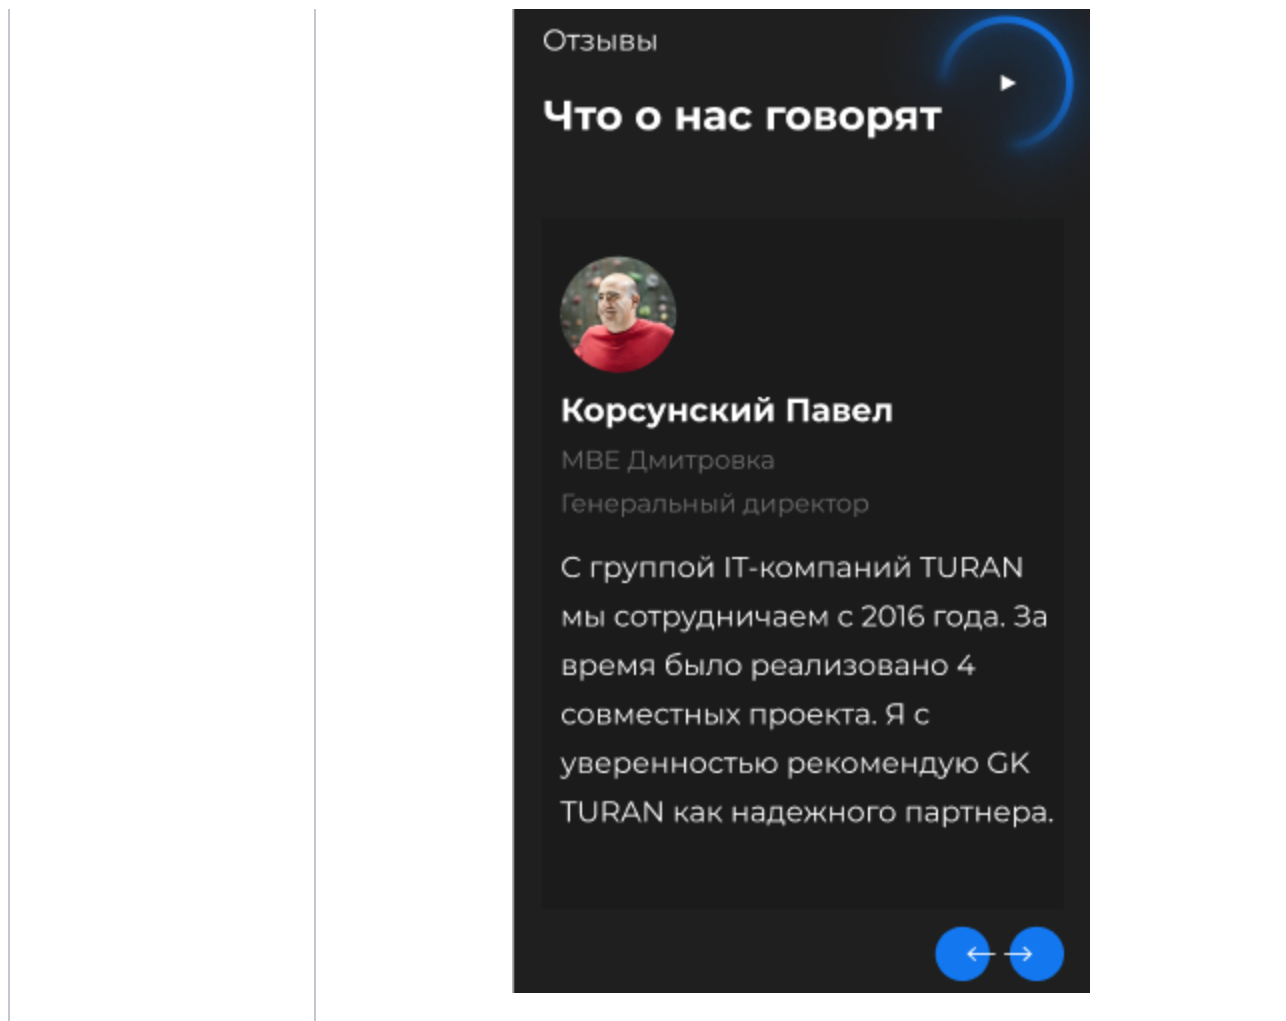 Отзывы
Что о нас говорят
Корсунский Павел
МВЕ Дмитровка
Генеральный директор
С группой IT-компаний TURAN
мы сотрудничаем с 2016 года. За
время было реализовано 4
совместных проекта. Я с
уверенностью рекомендую GK
TURAN как надежного партнера.